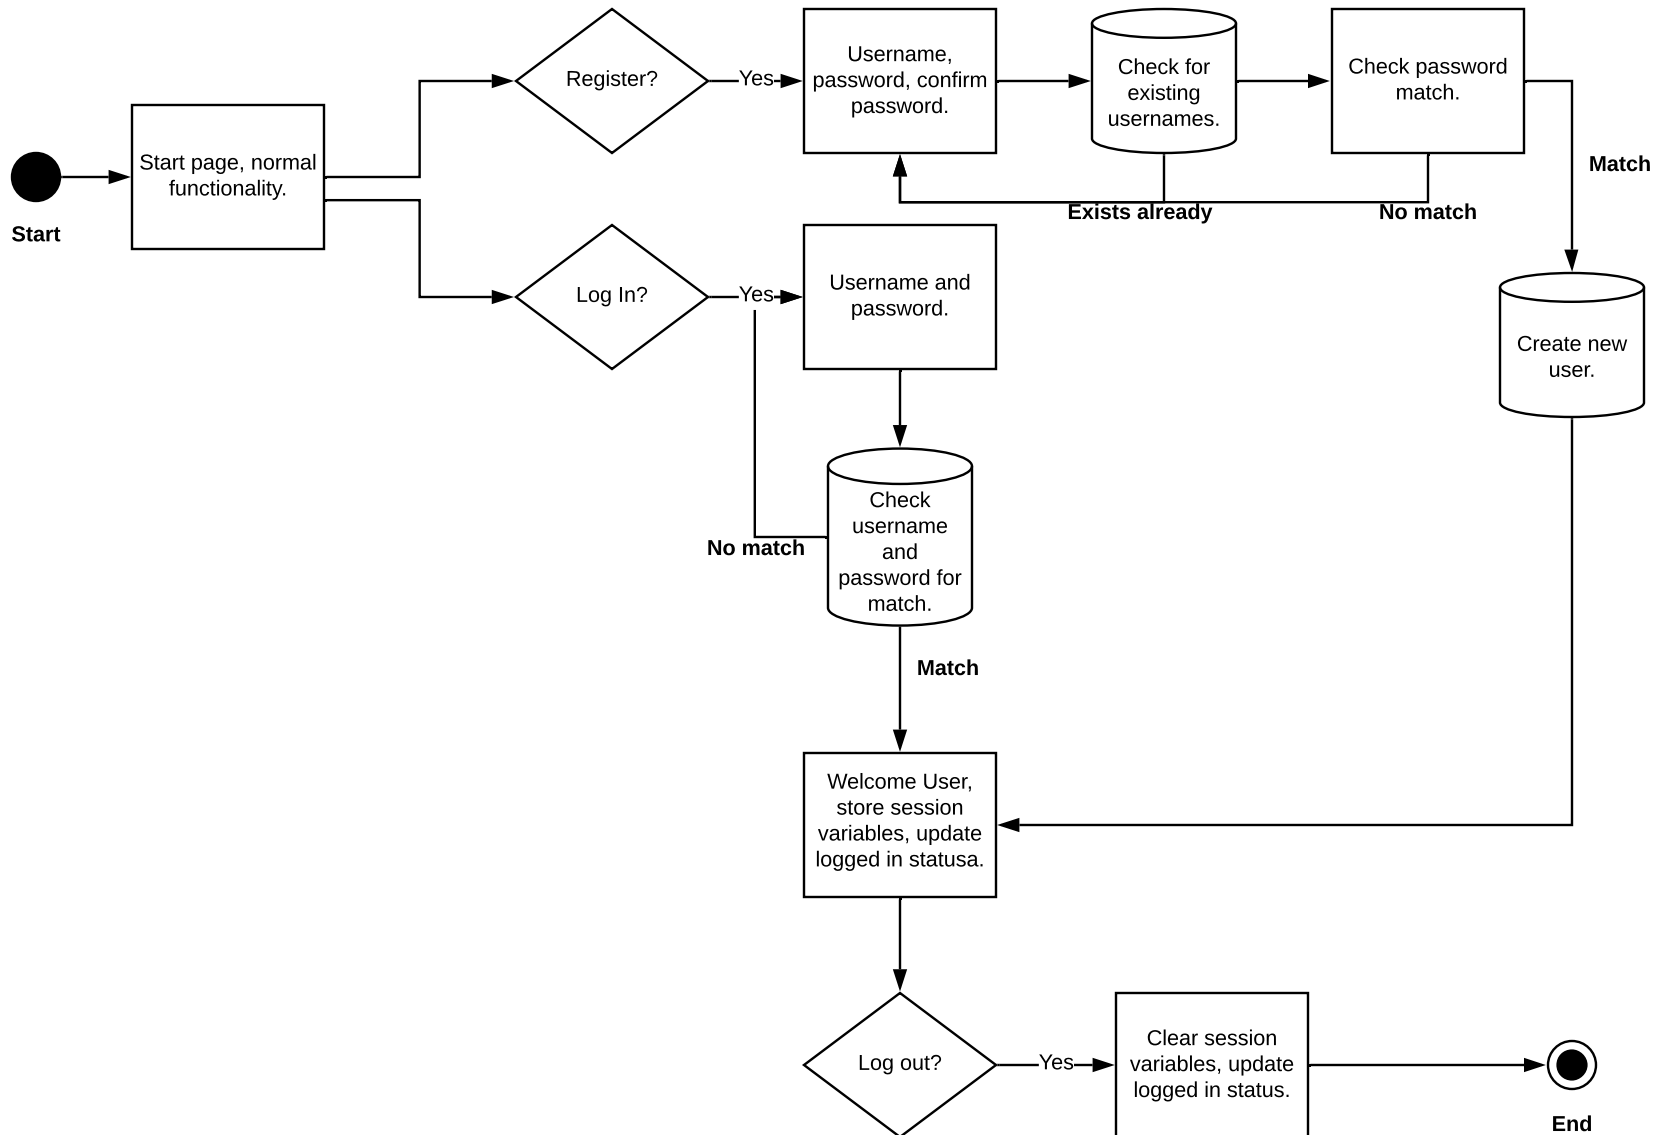 Register?
Yes
Username,
password, confirm
password.
Check for
existing
usernames.
Check password
match.
Match
Start page, normal
functionality.
Start
Exists already
No match
Log In?
Yes
Username and
password.
Create new
user.
Check
username
and
password for
match.
No match
Match
Welcome User,
store session
variables, update
logged in statusa.
Log out?
Yes
Clear session
variables, update
logged in status.
End